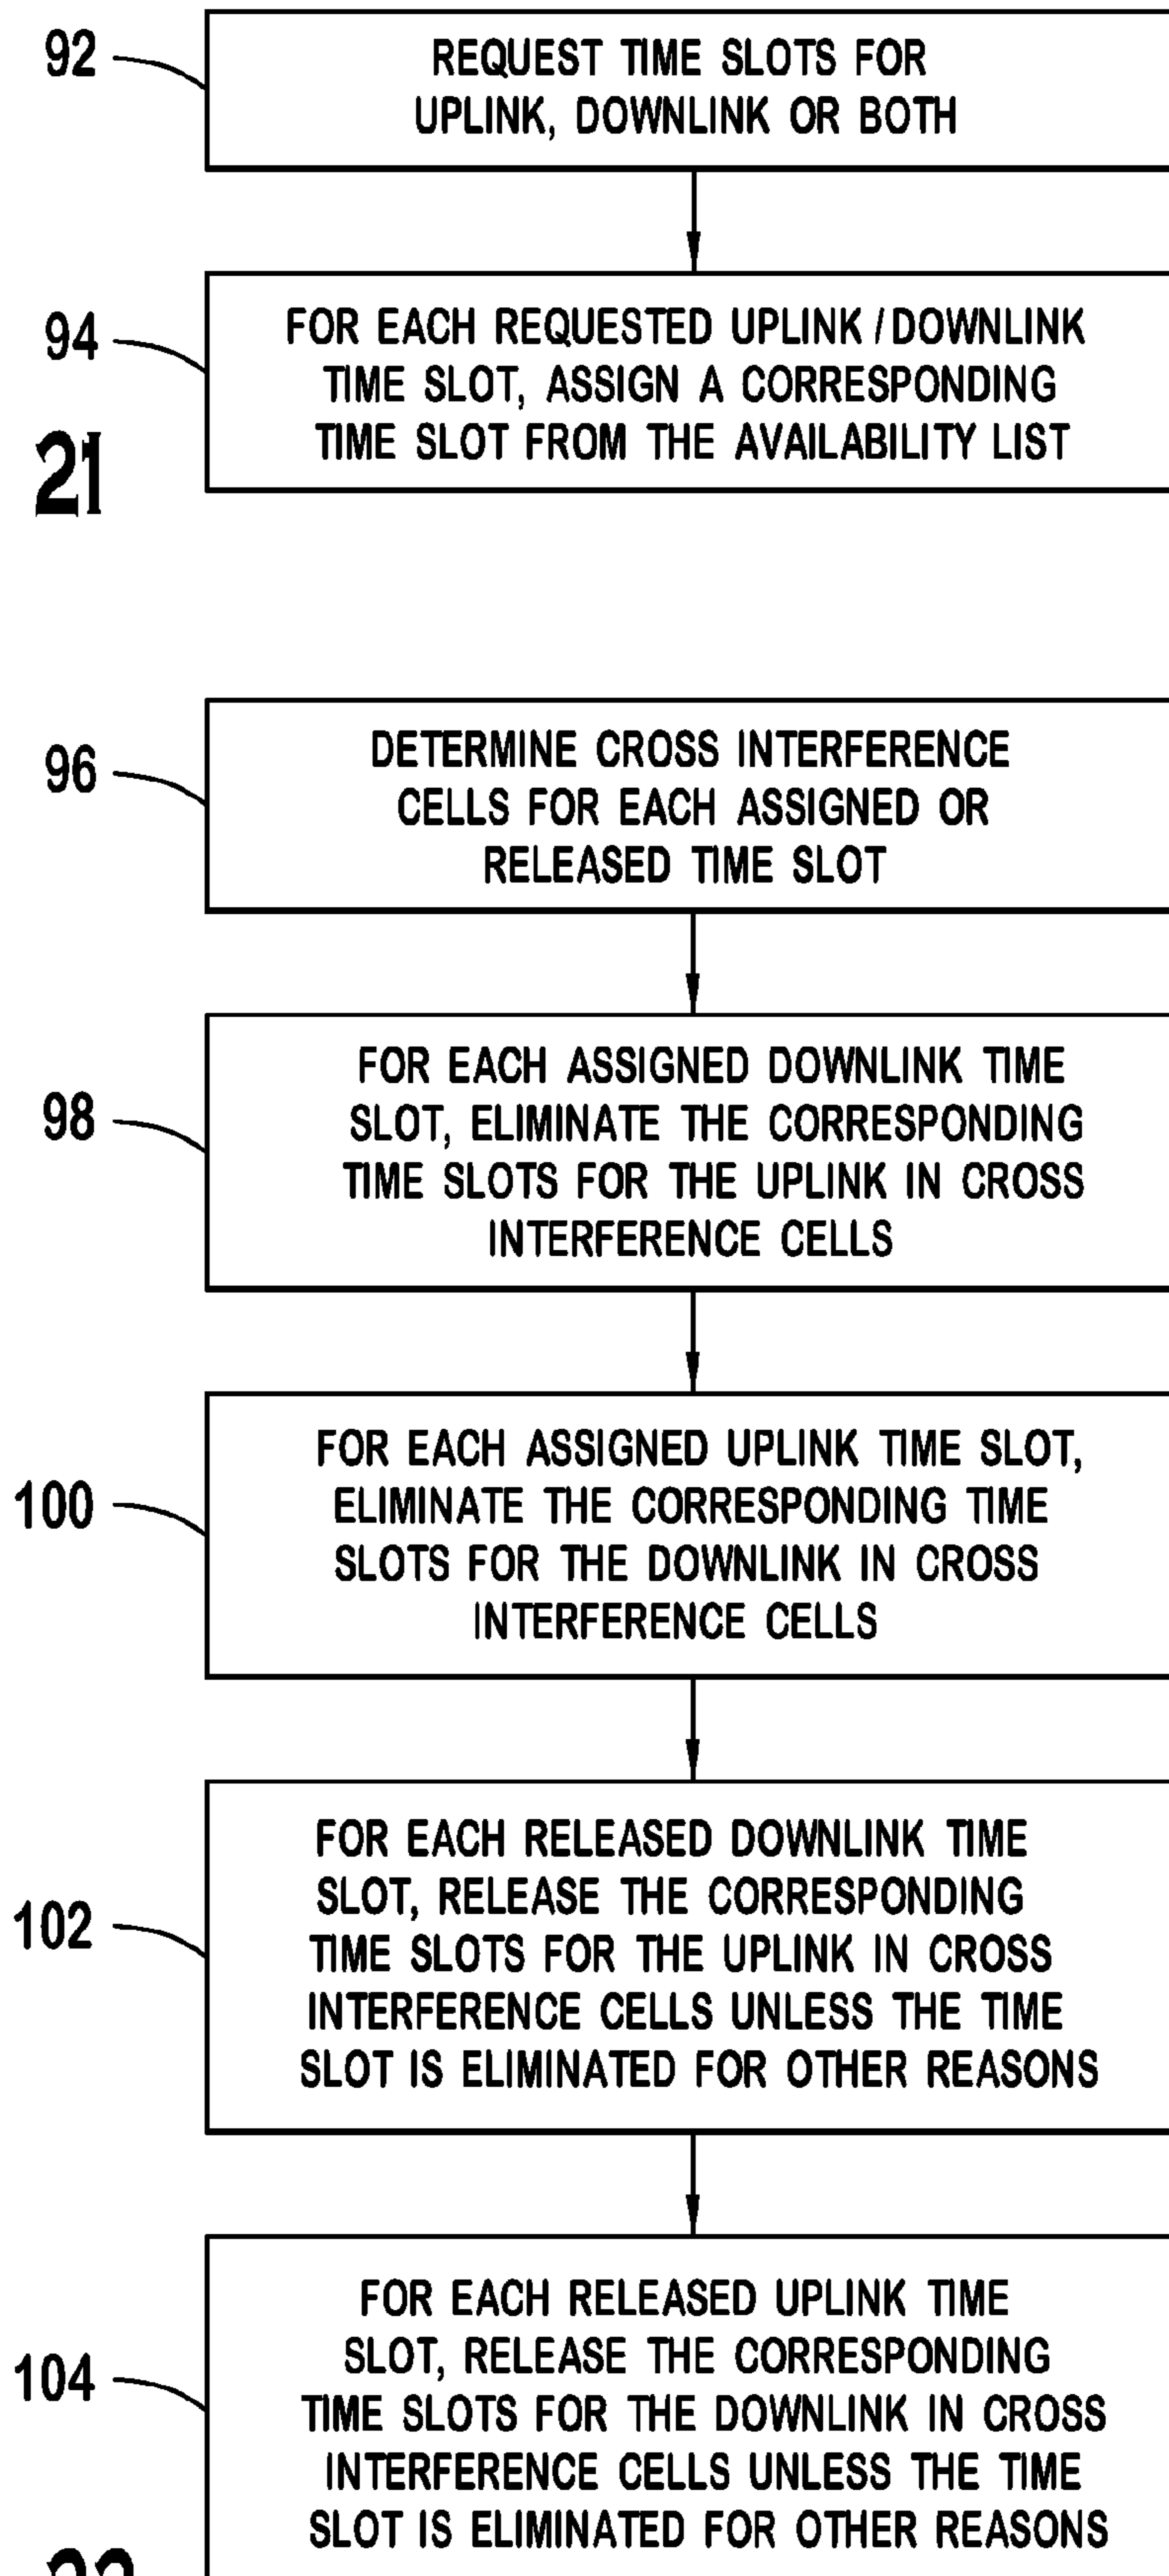 92
REQUEST TIME SLOTS FOR
UPLINK, DOWNLINK OR BOTH
94
FOR EACH REQUESTED UPLINK / DOWNLINK
TIME SLOT, ASSIGN A CORRESPONDING
TIME SLOT FROM THE AVAILABILITY LIST
21
96
DETERMINE CROSS INTERFERENCE
CELLS FOR EACH ASSIGNED OR
RELEASED TIME SLOT
98
FOR EACH ASSIGNED DOWNLINK TIME
SLOT, ELIMINATE THE CORRESPONDING
TIME SLOTS FOR THE UPLINK IN CROSS
INTERFERENCE CELLS
100
FOR EACH ASSIGNED UPLINK TIME SLOT,
ELIMINATE THE CORRESPONDING TIME
SLOTS FOR THE DOWNLINK IN CROSS
INTERFERENCE CELLS
102
FOR EACH RELEASED DOWNLINK TIME
SLOT, RELEASE THE CORRESPONDING
TIME SLOTS FOR THE UPLINK IN CROSS
INTERFERENCE CELLS UNLESS THE TIME
SLOT IS ELIMINATED FOR OTHER REASONS
104
FOR EACH RELEASED UPLINK TIME
SLOT, RELEASE THE CORRESPONDING
TIME SLOTS FOR THE DOWNLINK IN CROSS
INTERFERENCE CELLS UNLESS THE TIME
SLOT IS ELIMINATED FOR OTHER REASONS